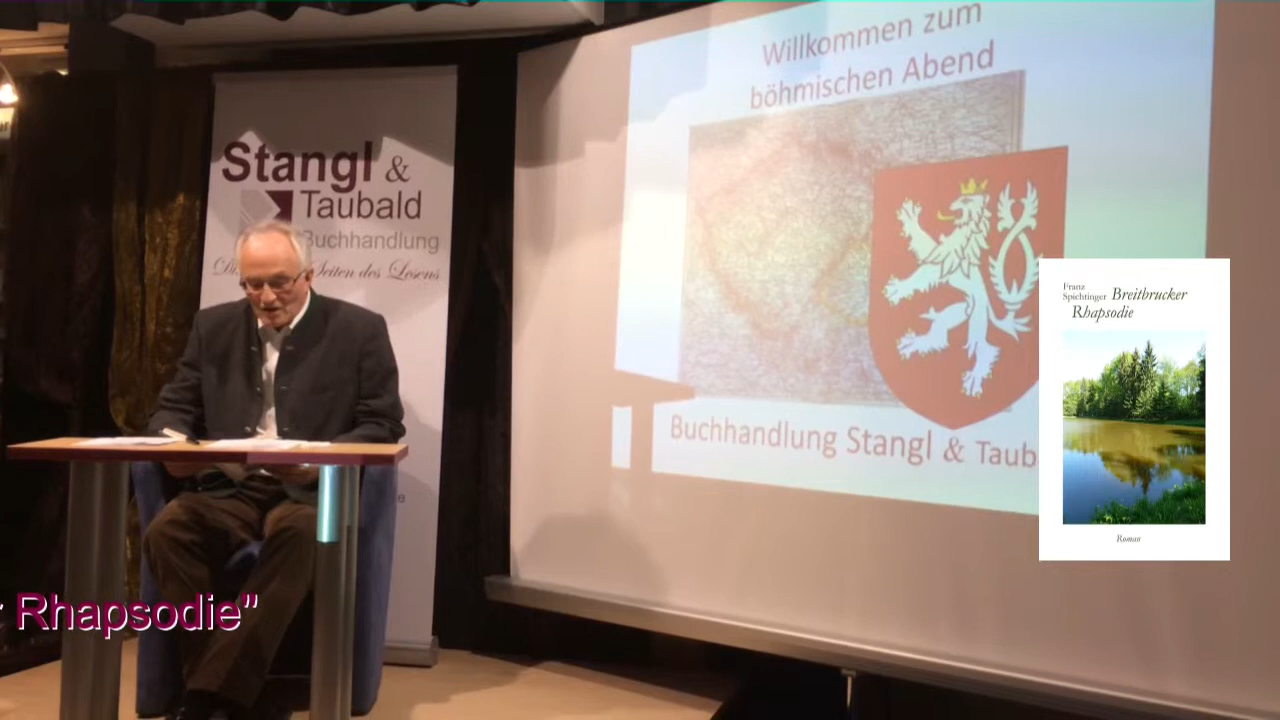 Willkommen zum
böhmischen Abend
Stangl &
Taubald
Buchhandlung
Seiten des Lesens
Buchhandlung Stangl & Taub
Franz
Spichtinger Breitbrucker
Rhapsodie
Roman
Rhapsodie"
e